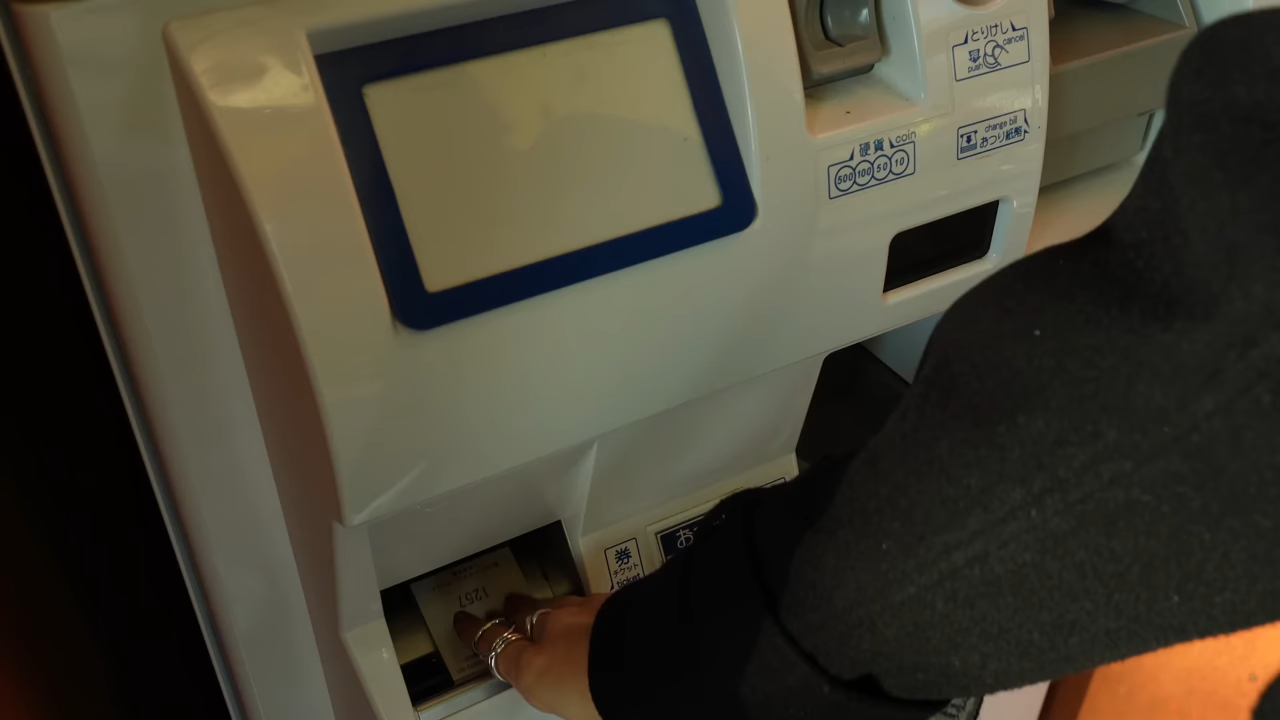 とりけし
cancel
push
change bill
おつり紙幣
硬貨 coin
500 100 50 10
券
チケット
ticket
お
1257